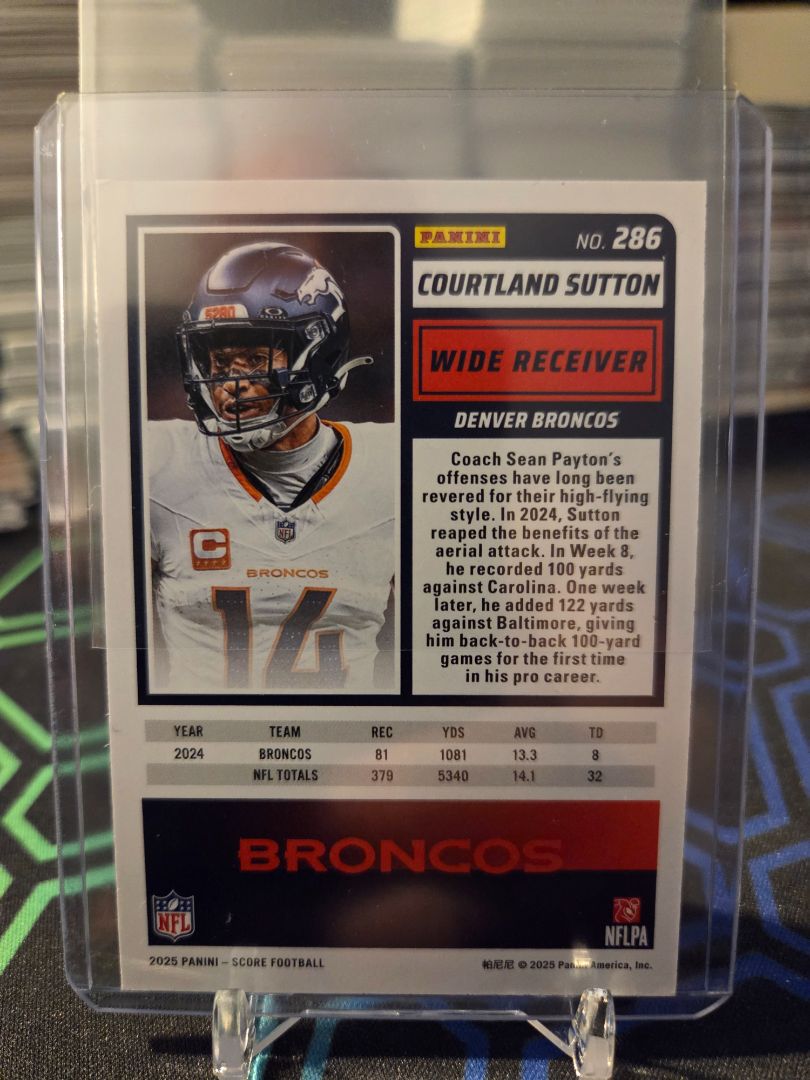 PANINI
NO. 286
COURTLAND SUTTON
WIDE RECEIVER
DENVER BRONCOS
Coach Sean Payton's
offenses have long been
revered for their high-flying
style. In 2024, Sutton
reaped the benefits of the
aerial attack. In Week 8,
he recorded 100 yards
against Carolina. One week
later, he added 122 yards
against Baltimore, giving
him back-to-back 100-yard
games for the first time
in his pro career.
5280
C
NFL
BRONCOS
14
YEAR TEAM REC YDS AVG TD
2024 BRONCOS 81 1081 13.3 8
NFL TOTALS 379 5340 14.1 32
BRONCOS
NFL
NFLPA
2025 PANINI – SCORE FOOTBALL
帕尼尼 © 2025 Panini America, Inc.